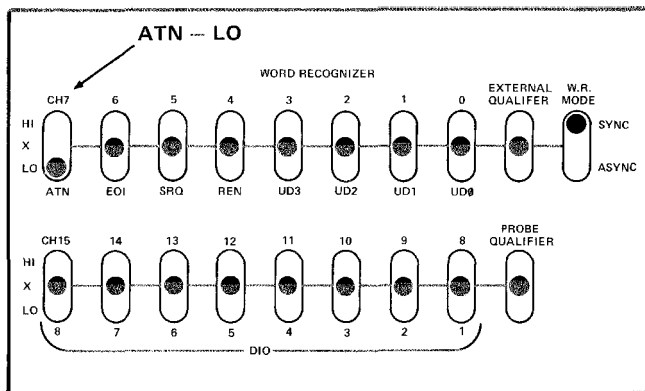 ATN – LO
WORD RECOGNIZER
CH7 6 5 4 3 2 1 0 EXTERNAL QUALIFER W.R. MODE
HI
X
LO
SYNC
ASYNC
ATN EOI SRQ REN UD3 UD2 UD1 UD0
CH15 14 13 12 11 10 9 8 PROBE QUALIFIER
HI
X
LO
8 7 6 5 4 3 2 1
DIO